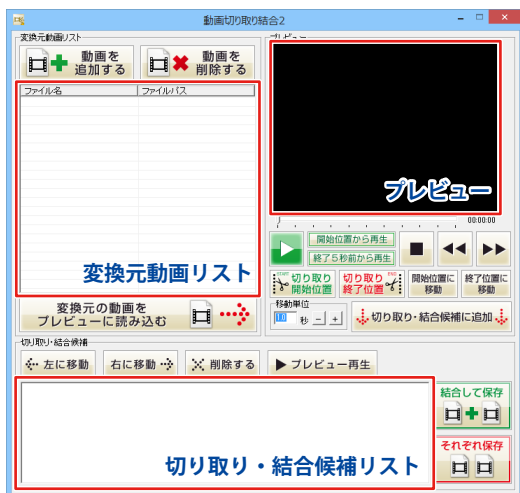 動画切り取り結合2
変換元動画リスト
動画を
追加する
動画を
削除する
ファイル名 ファイルパス
変換元動画リスト
変換元の動画を
プレビューに読み込む
プレビュー
プレビュー
00:00:00
開始位置から再生
終了5秒前から再生
START
切り取り
開始位置
切り取り
終了位置
開始位置に
移動
終了位置に
移動
移動単位
1.0 秒 - +
切り取り・結合候補に追加
切り取り・結合候補
左に移動
右に移動
削除する
プレビュー再生
切り取り・結合候補リスト
結合して保存
それぞれ保存